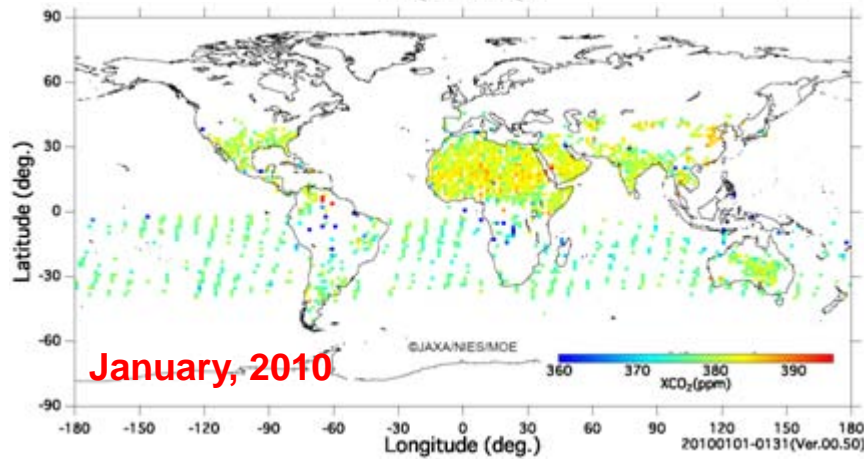 90
60
30
0
-30
-60
-90
Latitude (deg.)
January, 2010
©JAXA/NIES/MOE
360 370 380 390
XCO₂(ppm)
-180 -150 -120 -90 -60 -30 0 30 60 90 120 150 180
Longitude (deg.)
20100101-0131(Ver.00.50)